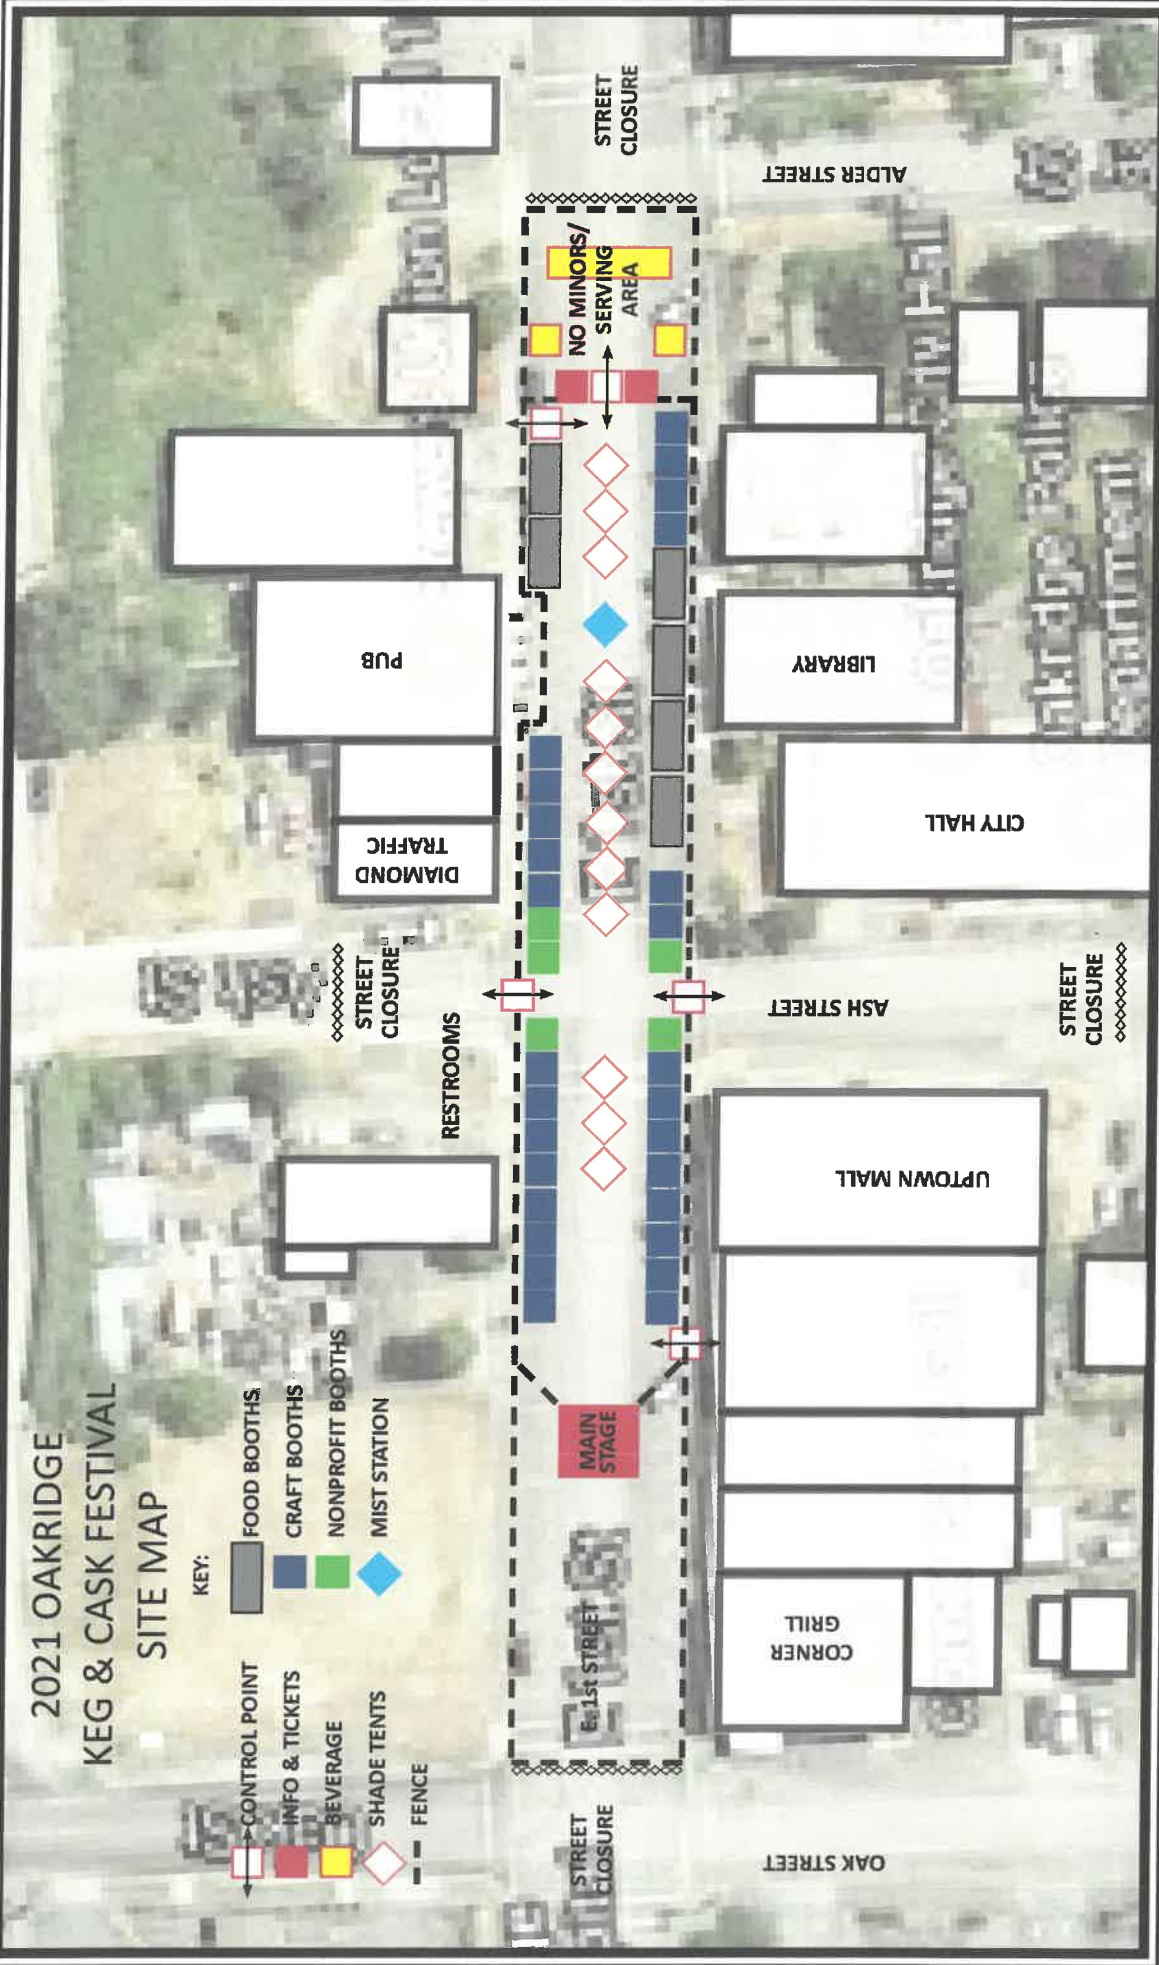 2021 OAKRIDGE
KEG & CASK FESTIVAL
SITE MAP
KEY:
CONTROL POINT
INFO & TICKETS
BEVERAGE
SHADE TENTS
FENCE
FOOD BOOTHS
CRAFT BOOTHS
NONPROFIT BOOTHS
MIST STATION
RESTROOMS
STREET
CLOSURE
DIAMOND
TRAFFIC
PUB
STREET
CLOSURE
E. 1st STREET
MAIN
STAGE
NO MINORS/
SERVING
AREA
STREET
CLOSURE
OAK STREET
CORNER
GRILL
UPTOWN MALL
ASH STREET
STREET
CLOSURE
CITY HALL
LIBRARY
ALDER STREET